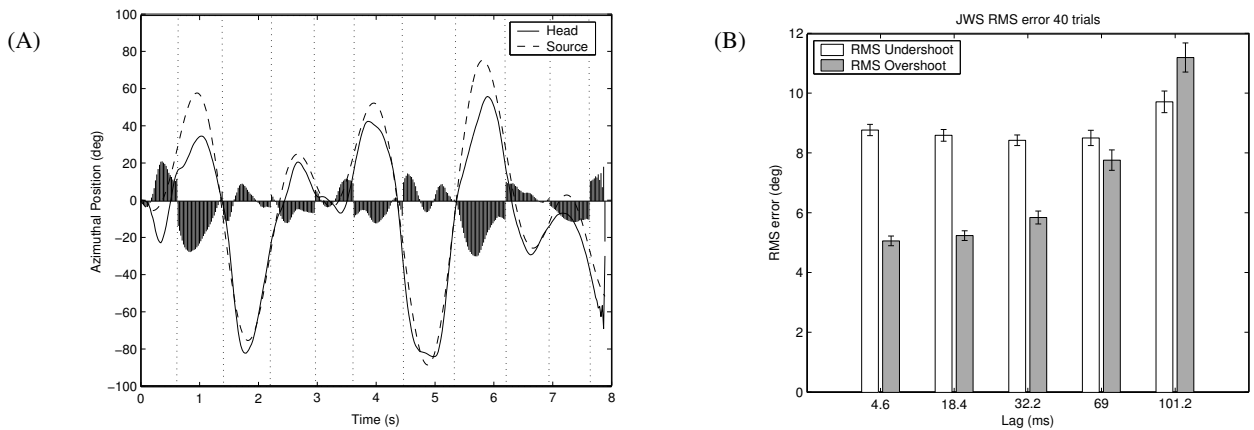 (A)
100
80
60
40
20
0
−20
−40
−60
−80
−100
Azimuthal Position (deg)
Head
Source
0 1 2 3 4 5 6 7 8
Time (s)
(B)
JWS RMS error 40 trials
12
10
8
6
4
2
0
RMS error (deg)
RMS Undershoot
RMS Overshoot
4.6 18.4 32.2 69 101.2
Lag (ms)